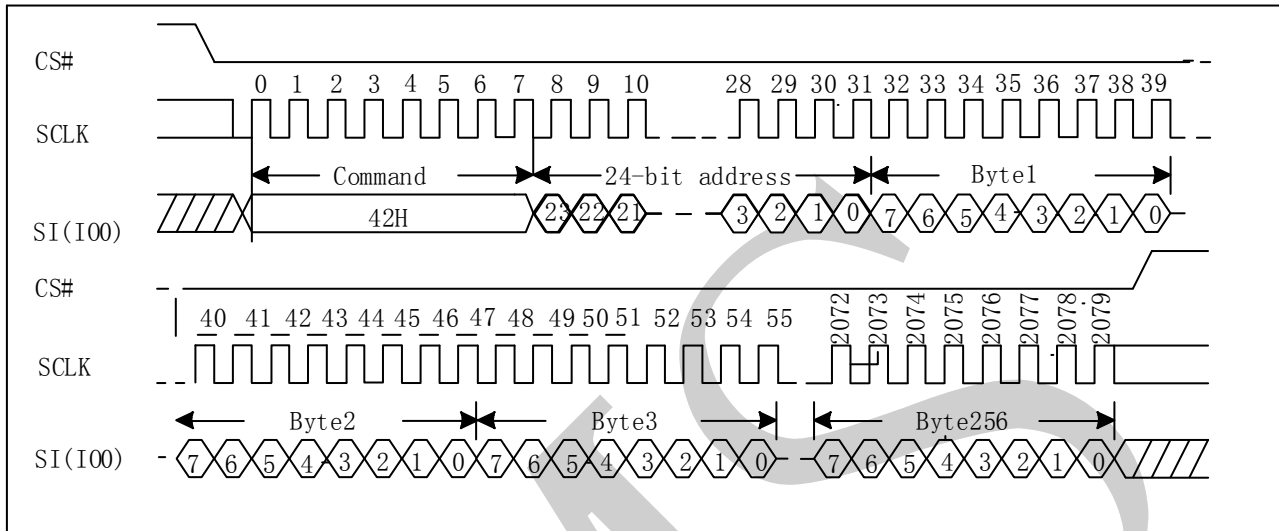 CS#
0 1 2 3 4 5 6 7 8 9 10 28 29 30 31 32 33 34 35 36 37 38 39
SCLK
Command 24-bit address Byte1
SI(IO0) 42H 23 22 21 3 2 1 0 7 6 5 4 3 2 1 0
CS#
40 41 42 43 44 45 46 47 48 49 50 51 52 53 54 55 2072 2073 2074 2075 2076 2077 2078 2079
SCLK
Byte2 Byte3 Byte256
SI(IO0) 7 6 5 4 3 2 1 0 7 6 5 4 3 2 1 0 7 6 5 4 3 2 1 0